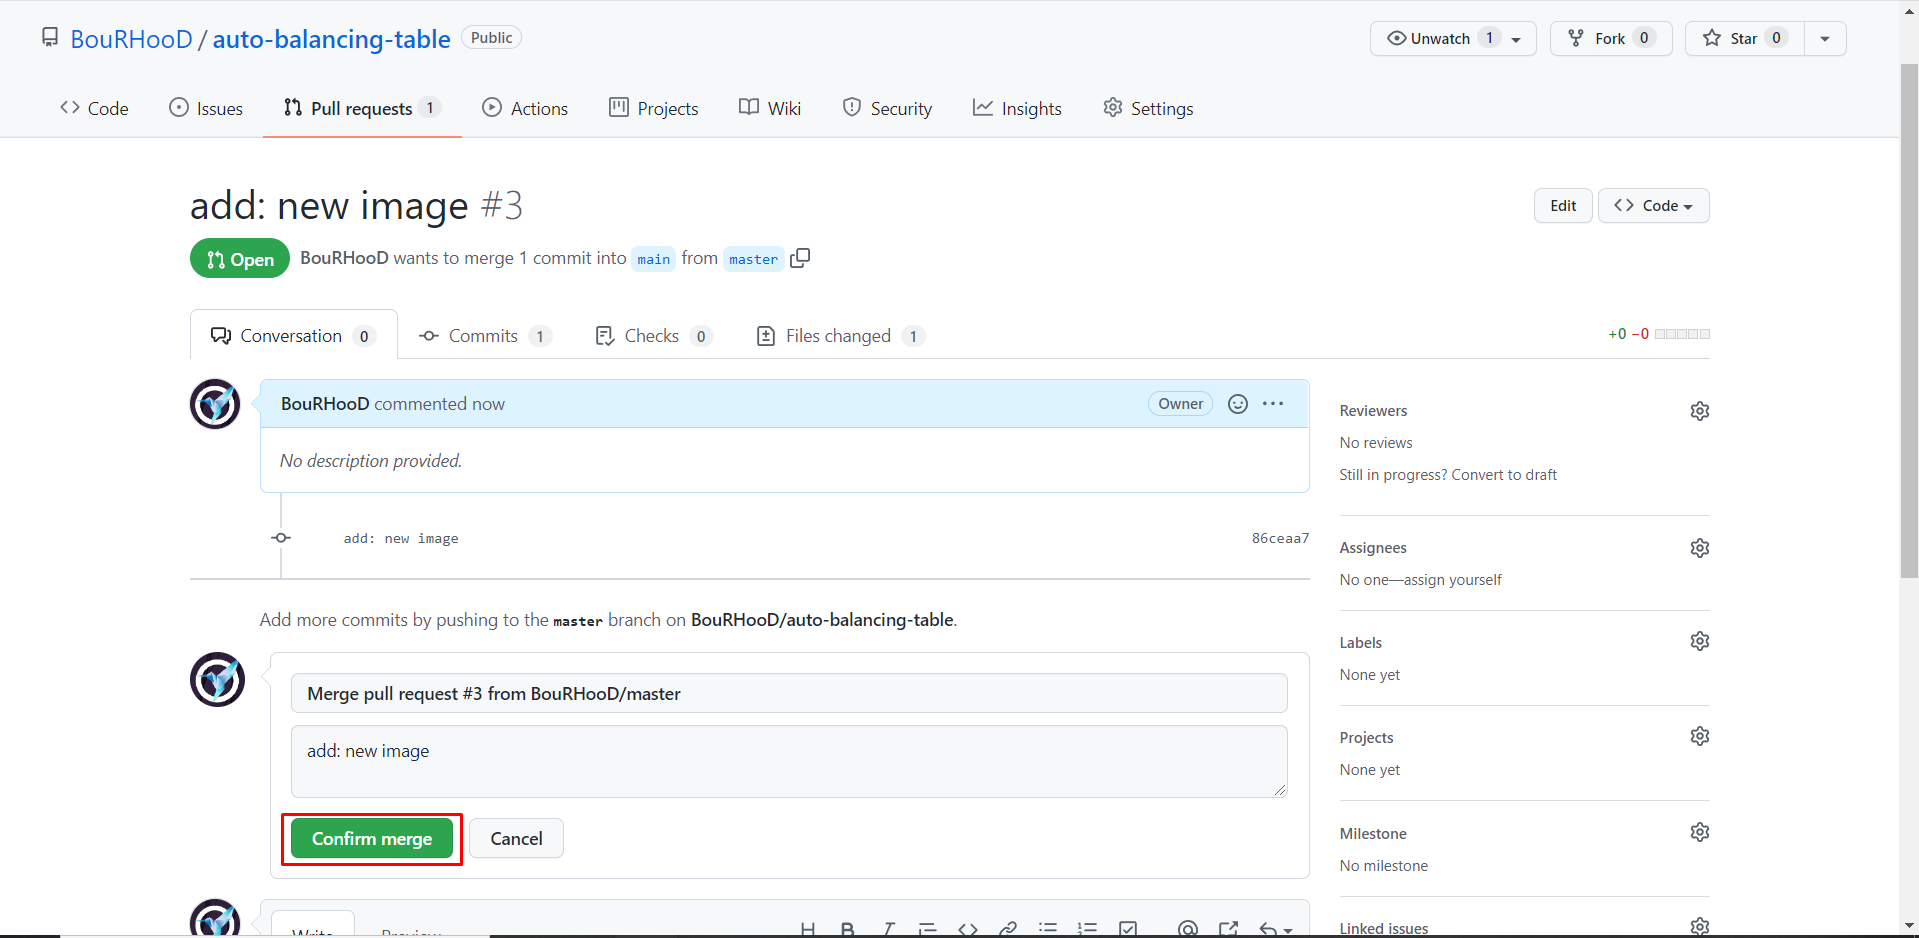 BouRHooD / auto-balancing-table Public
Unwatch 1 Fork 0 Star 0
Code Issues Pull requests 1 Actions Projects Wiki Security Insights Settings
add: new image #3
Edit Code
Open BouRHooD wants to merge 1 commit into main from master
Conversation 0 Commits 1 Checks 0 Files changed 1 +0 −0
BouRHooD commented now Owner
No description provided.
add: new image 86ceaa7
Add more commits by pushing to the master branch on BouRHooD/auto-balancing-table.
Merge pull request #3 from BouRHooD/master
add: new image
Confirm merge Cancel
Write Preview
Reviewers
No reviews
Still in progress? Convert to draft
Assignees
No one—assign yourself
Labels
None yet
Projects
None yet
Milestone
No milestone
Linked issues